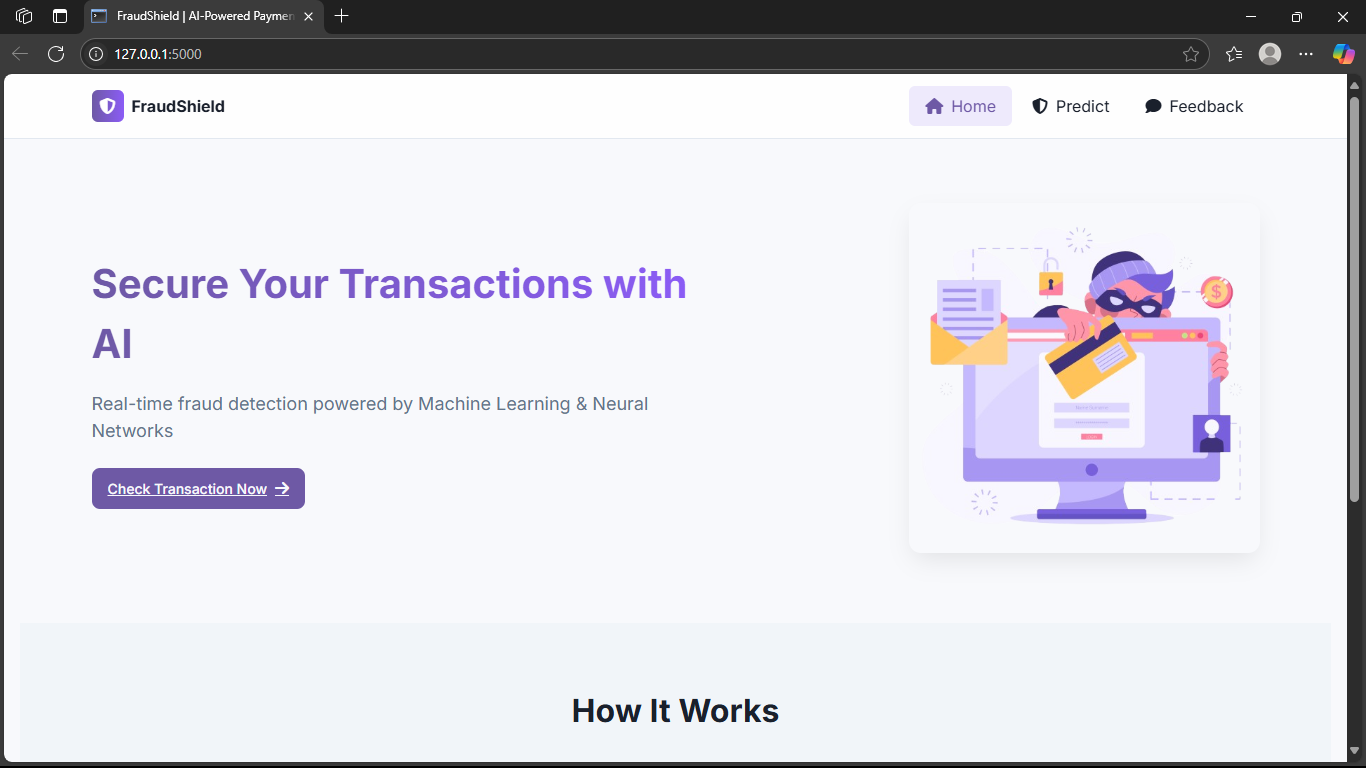 FraudShield | AI-Powered Paymen
127.0.0.1:5000
FraudShield
Home
Predict
Feedback
Secure Your Transactions with
AI
Real-time fraud detection powered by Machine Learning & Neural
Networks
Check Transaction Now
$
How It Works